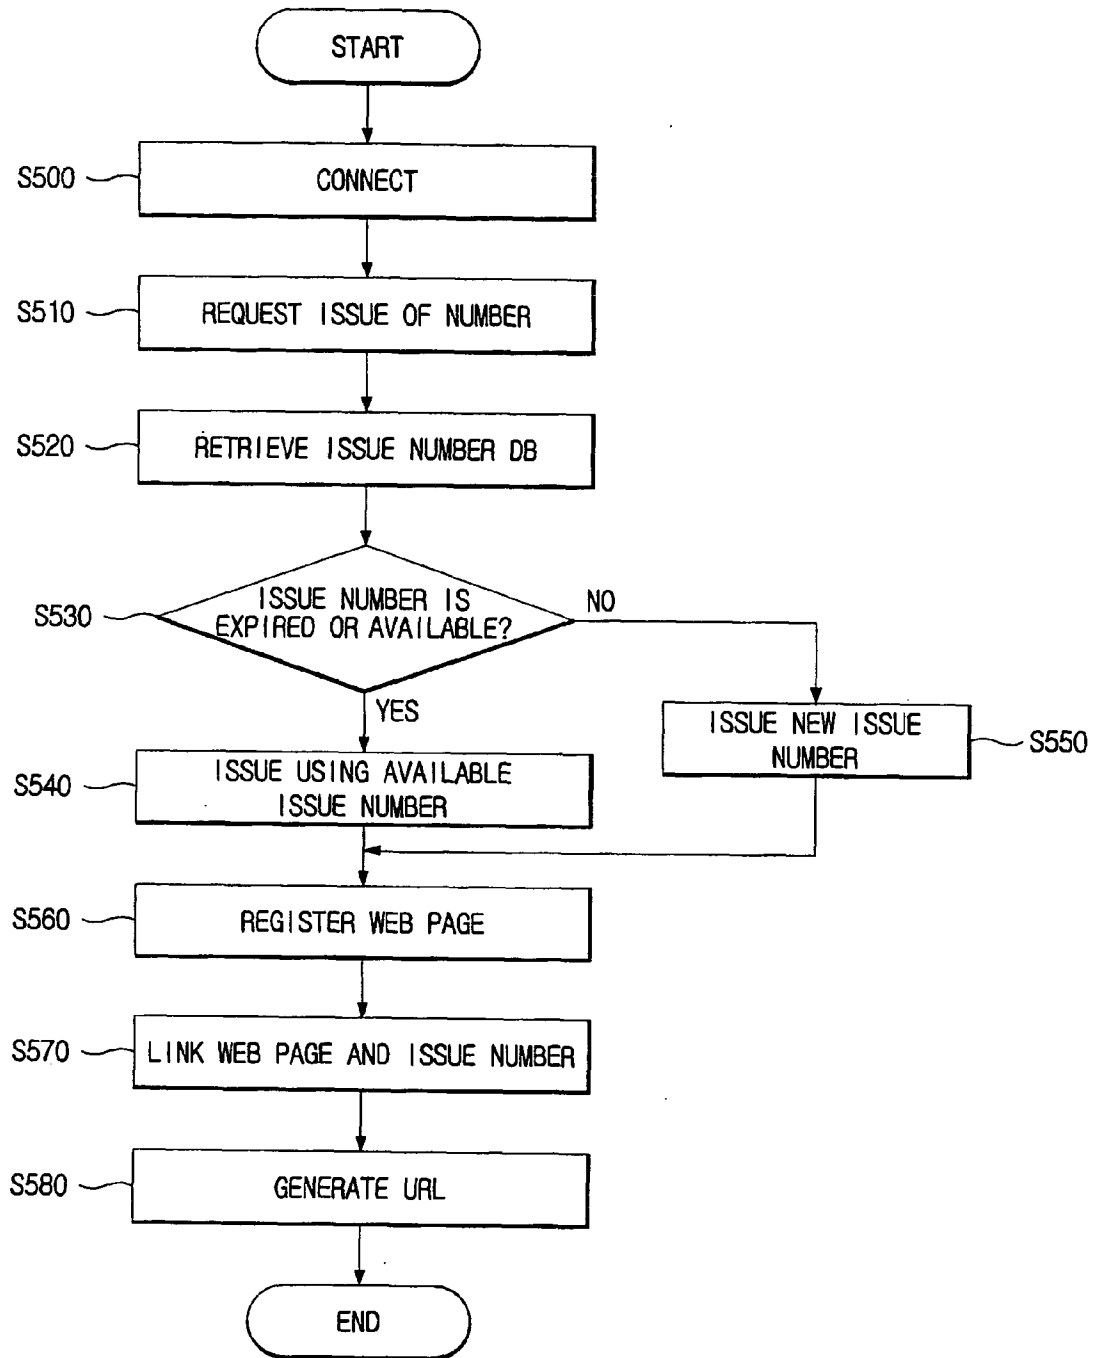 START
S500
CONNECT
S510
REQUEST ISSUE OF NUMBER
S520
RETRIEVE ISSUE NUMBER DB
S530
ISSUE NUMBER IS
EXPIRED OR AVAILABLE?
NO
YES
S540
ISSUE USING AVAILABLE
ISSUE NUMBER
ISSUE NEW ISSUE
NUMBER
S550
S560
REGISTER WEB PAGE
S570
LINK WEB PAGE AND ISSUE NUMBER
S580
GENERATE URL
END